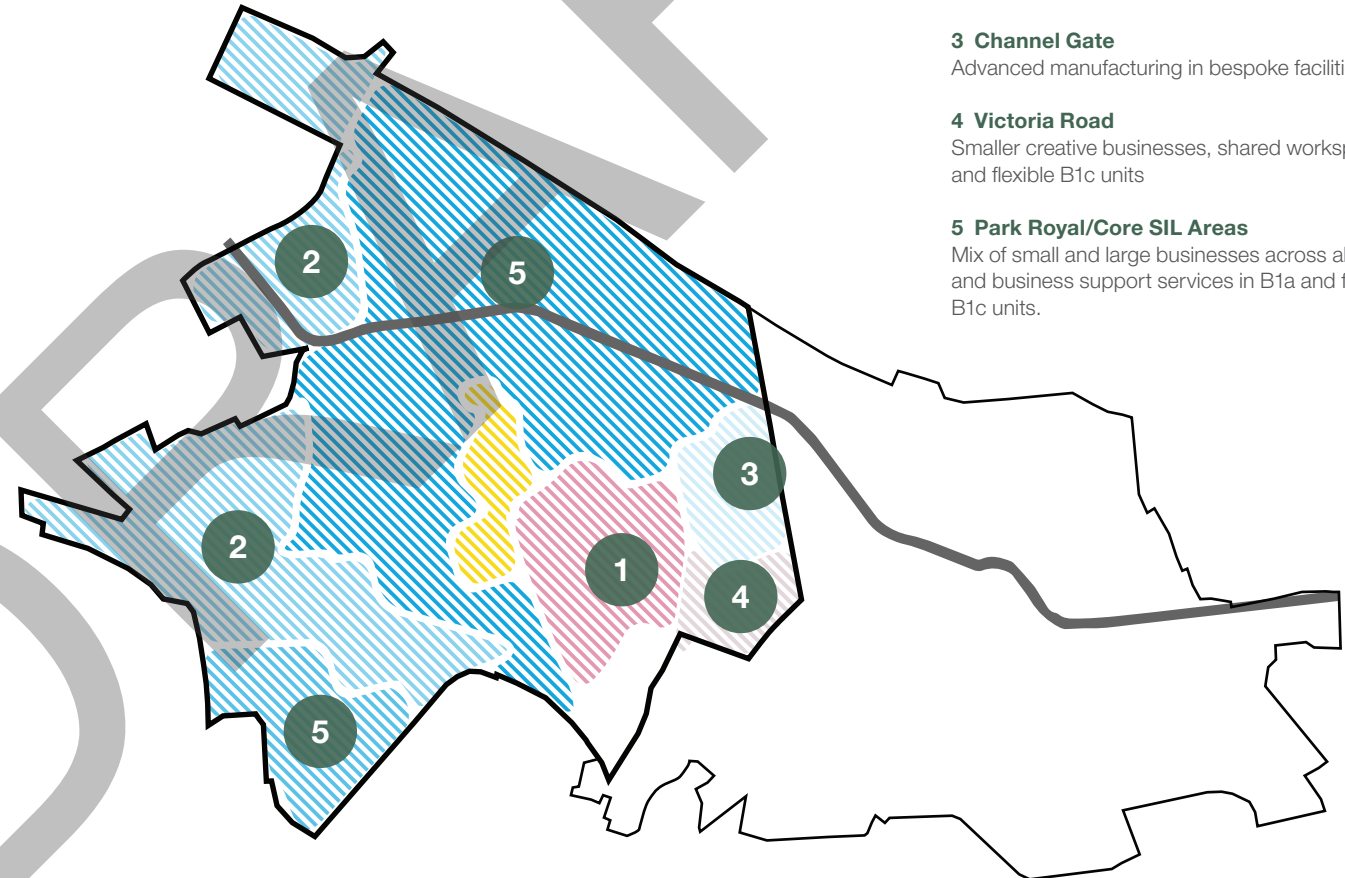 3 Channel Gate
Advanced manufacturing in bespoke faciliti
4 Victoria Road
Smaller creative businesses, shared worksp
and flexible B1c units
5 Park Royal/Core SIL Areas
Mix of small and large businesses across al
and business support services in B1a and f
B1c units.
2
5
3
2
1
4
5